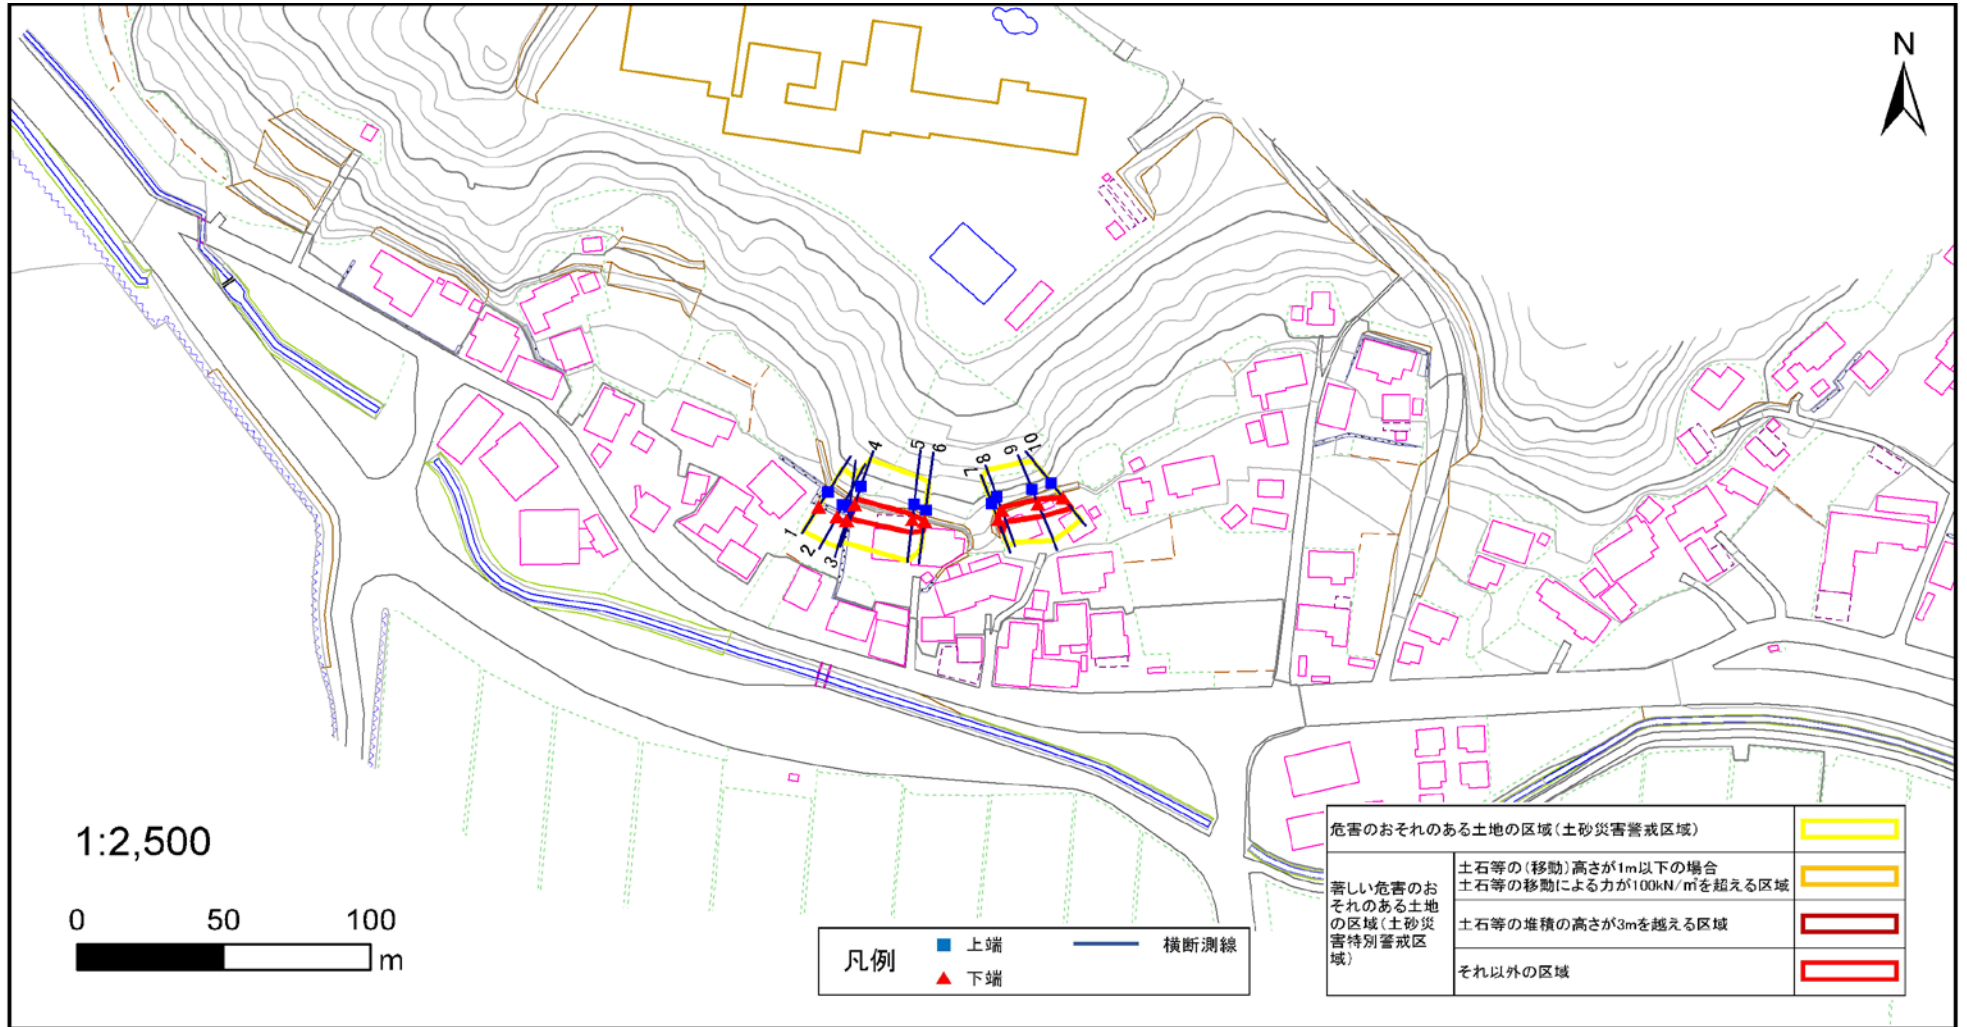 N
4
5
6
7
8
9
10
1
2
3
1:2,500
0 50 100
m
凡例
上端
横断測線
下端
危害のおそれのある土地の区域(土砂災害警戒区域)
著しい危害のお
それのある土地
の区域(土砂災
害特別警戒区
域)
土石等の(移動)高さが1m以下の場合
土石等の移動による力が100kN/㎡を超える区域
土石等の堆積の高さが3mを越える区域
それ以外の区域